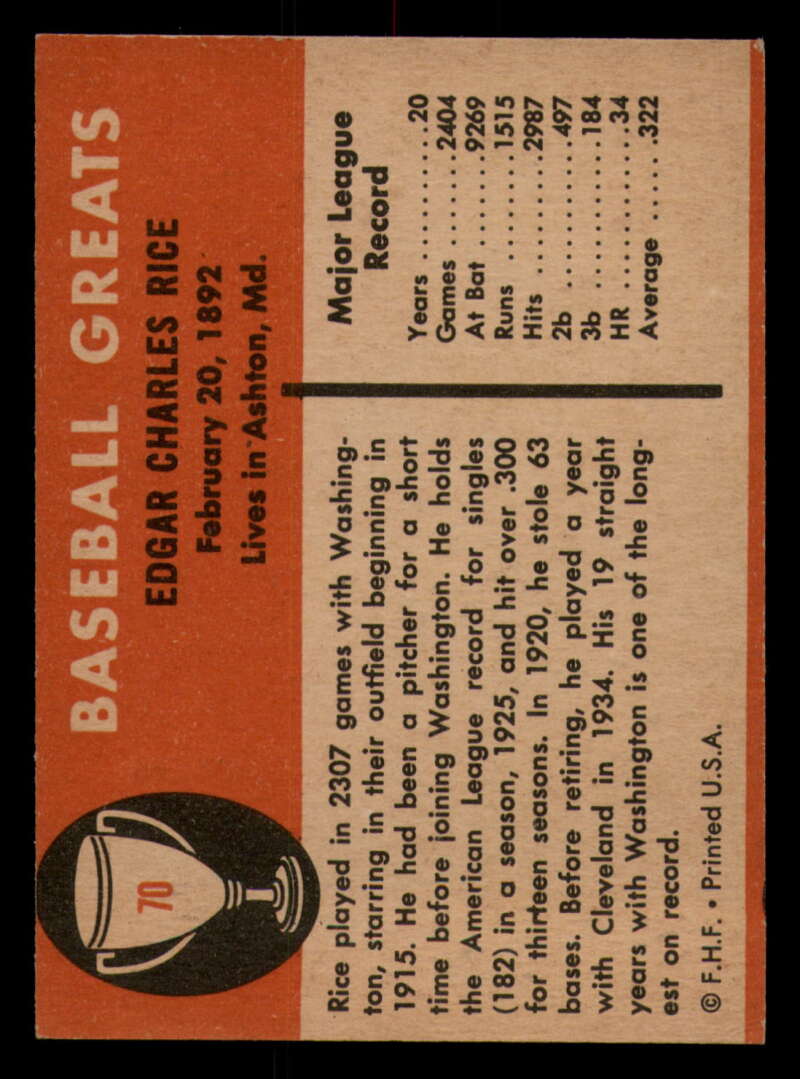 70
BASEBALL GREATS
EDGAR CHARLES RICE
February 20, 1892
Lives in Ashton, Md.
Rice played in 2307 games with Washing-
ton, starring in their outfield beginning in
1915. He had been a pitcher for a short
time before joining Washington. He holds
the American League record for singles
(182) in a season, 1925, and hit over .300
for thirteen seasons. In 1920, he stole 63
bases. Before retiring, he played a year
with Cleveland in 1934. His 19 straight
years with Washington is one of the long-
est on record.
© F.H.F. • Printed U.S.A.
Major League
Record
Years ..........20
Games .......2404
At Bat .......9269
Runs ........1515
Hits .........2987
2b ...........497
3b ...........184
HR ...........34
Average ......322